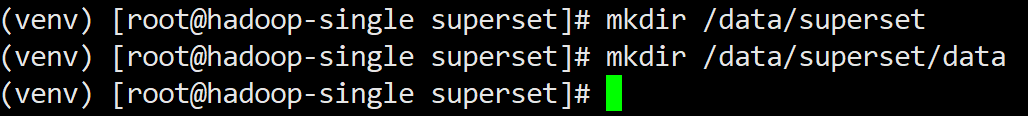 (venv) [root@hadoop-single superset]# mkdir /data/superset
(venv) [root@hadoop-single superset]# mkdir /data/superset/data
(venv) [root@hadoop-single superset]#